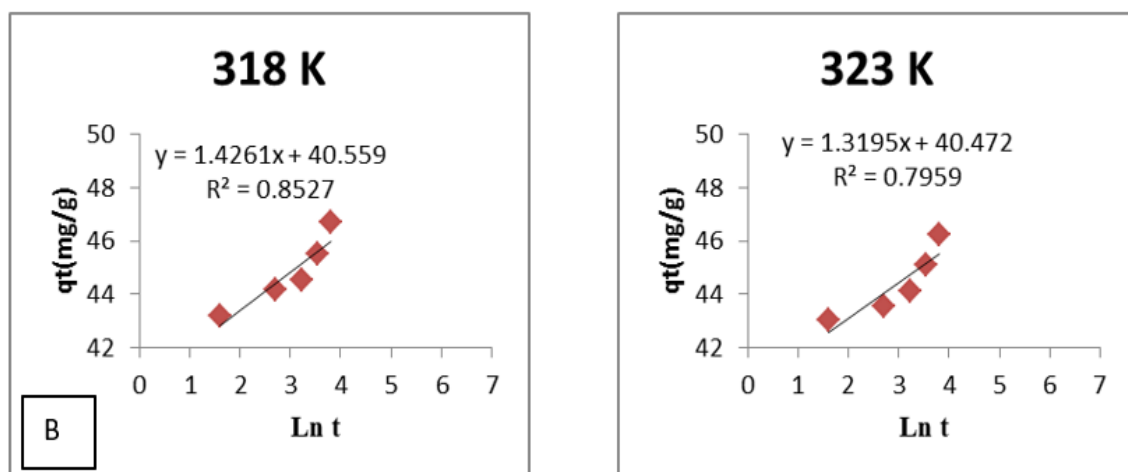 318 K
y = 1.4261x + 40.559
R² = 0.8527
qt(mg/g)
50
48
46
44
42
0 1 2 3 4 5 6 7
Ln t
B
323 K
y = 1.3195x + 40.472
R² = 0.7959
qt(mg/g)
50
48
46
44
42
0 1 2 3 4 5 6 7
Ln t